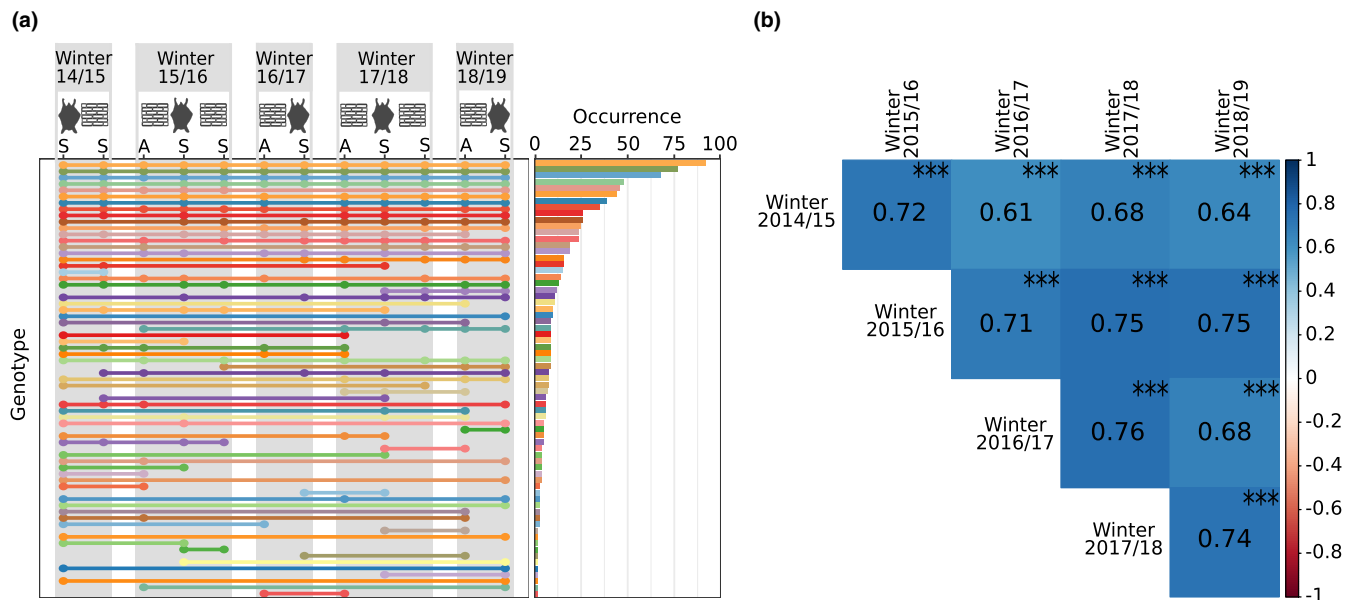 (a)
Winter
14/15
Winter
15/16
Winter
16/17
Winter
17/18
Winter
18/19
S S A S S A S A S S A S
Genotype
Occurrence
0 25 50 75 100
(b)
Winter
2015/16
Winter
2016/17
Winter
2017/18
Winter
2018/19
Winter
2014/15
*** *** *** ***
0.72 0.61 0.68 0.64
Winter
2015/16
*** *** ***
0.71 0.75 0.75
Winter
2016/17
*** ***
0.76 0.68
Winter
2017/18
***
0.74
1
0.8
0.6
0.4
0.2
0
-0.2
-0.4
-0.6
-0.8
-1